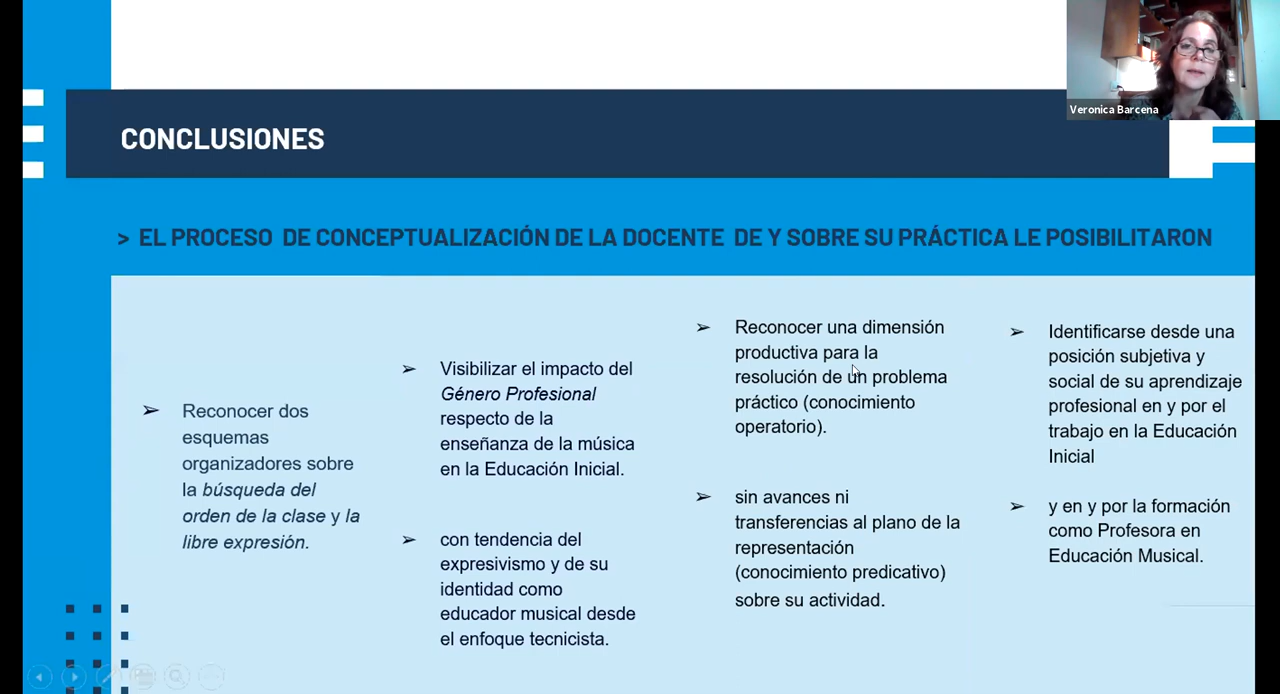 Veronica Barcena
CONCLUSIONES
> EL PROCESO DE CONCEPTUALIZACIÓN DE LA DOCENTE DE Y SOBRE SU PRÁCTICA LE POSIBILITARON
➢ Reconocer dos
esquemas
organizadores sobre
la búsqueda del
orden de la clase y la
libre expresión.
➢ Visibilizar el impacto del
Género Profesional
respecto de la
enseñanza de la música
en la Educación Inicial.
➢ con tendencia del
expresivismo y de su
identidad como
educador musical desde
el enfoque tecnicista.
➢ Reconocer una dimensión
productiva para la
resolución de un problema
práctico (conocimiento
operatorio).
➢ sin avances ni
transferencias al plano de la
representación
(conocimiento predicativo)
sobre su actividad.
➢ Identificarse desde una
posición subjetiva y
social de su aprendizaje
profesional en y por el
trabajo en la Educación
Inicial
➢ y en y por la formación
como Profesora en
Educación Musical.